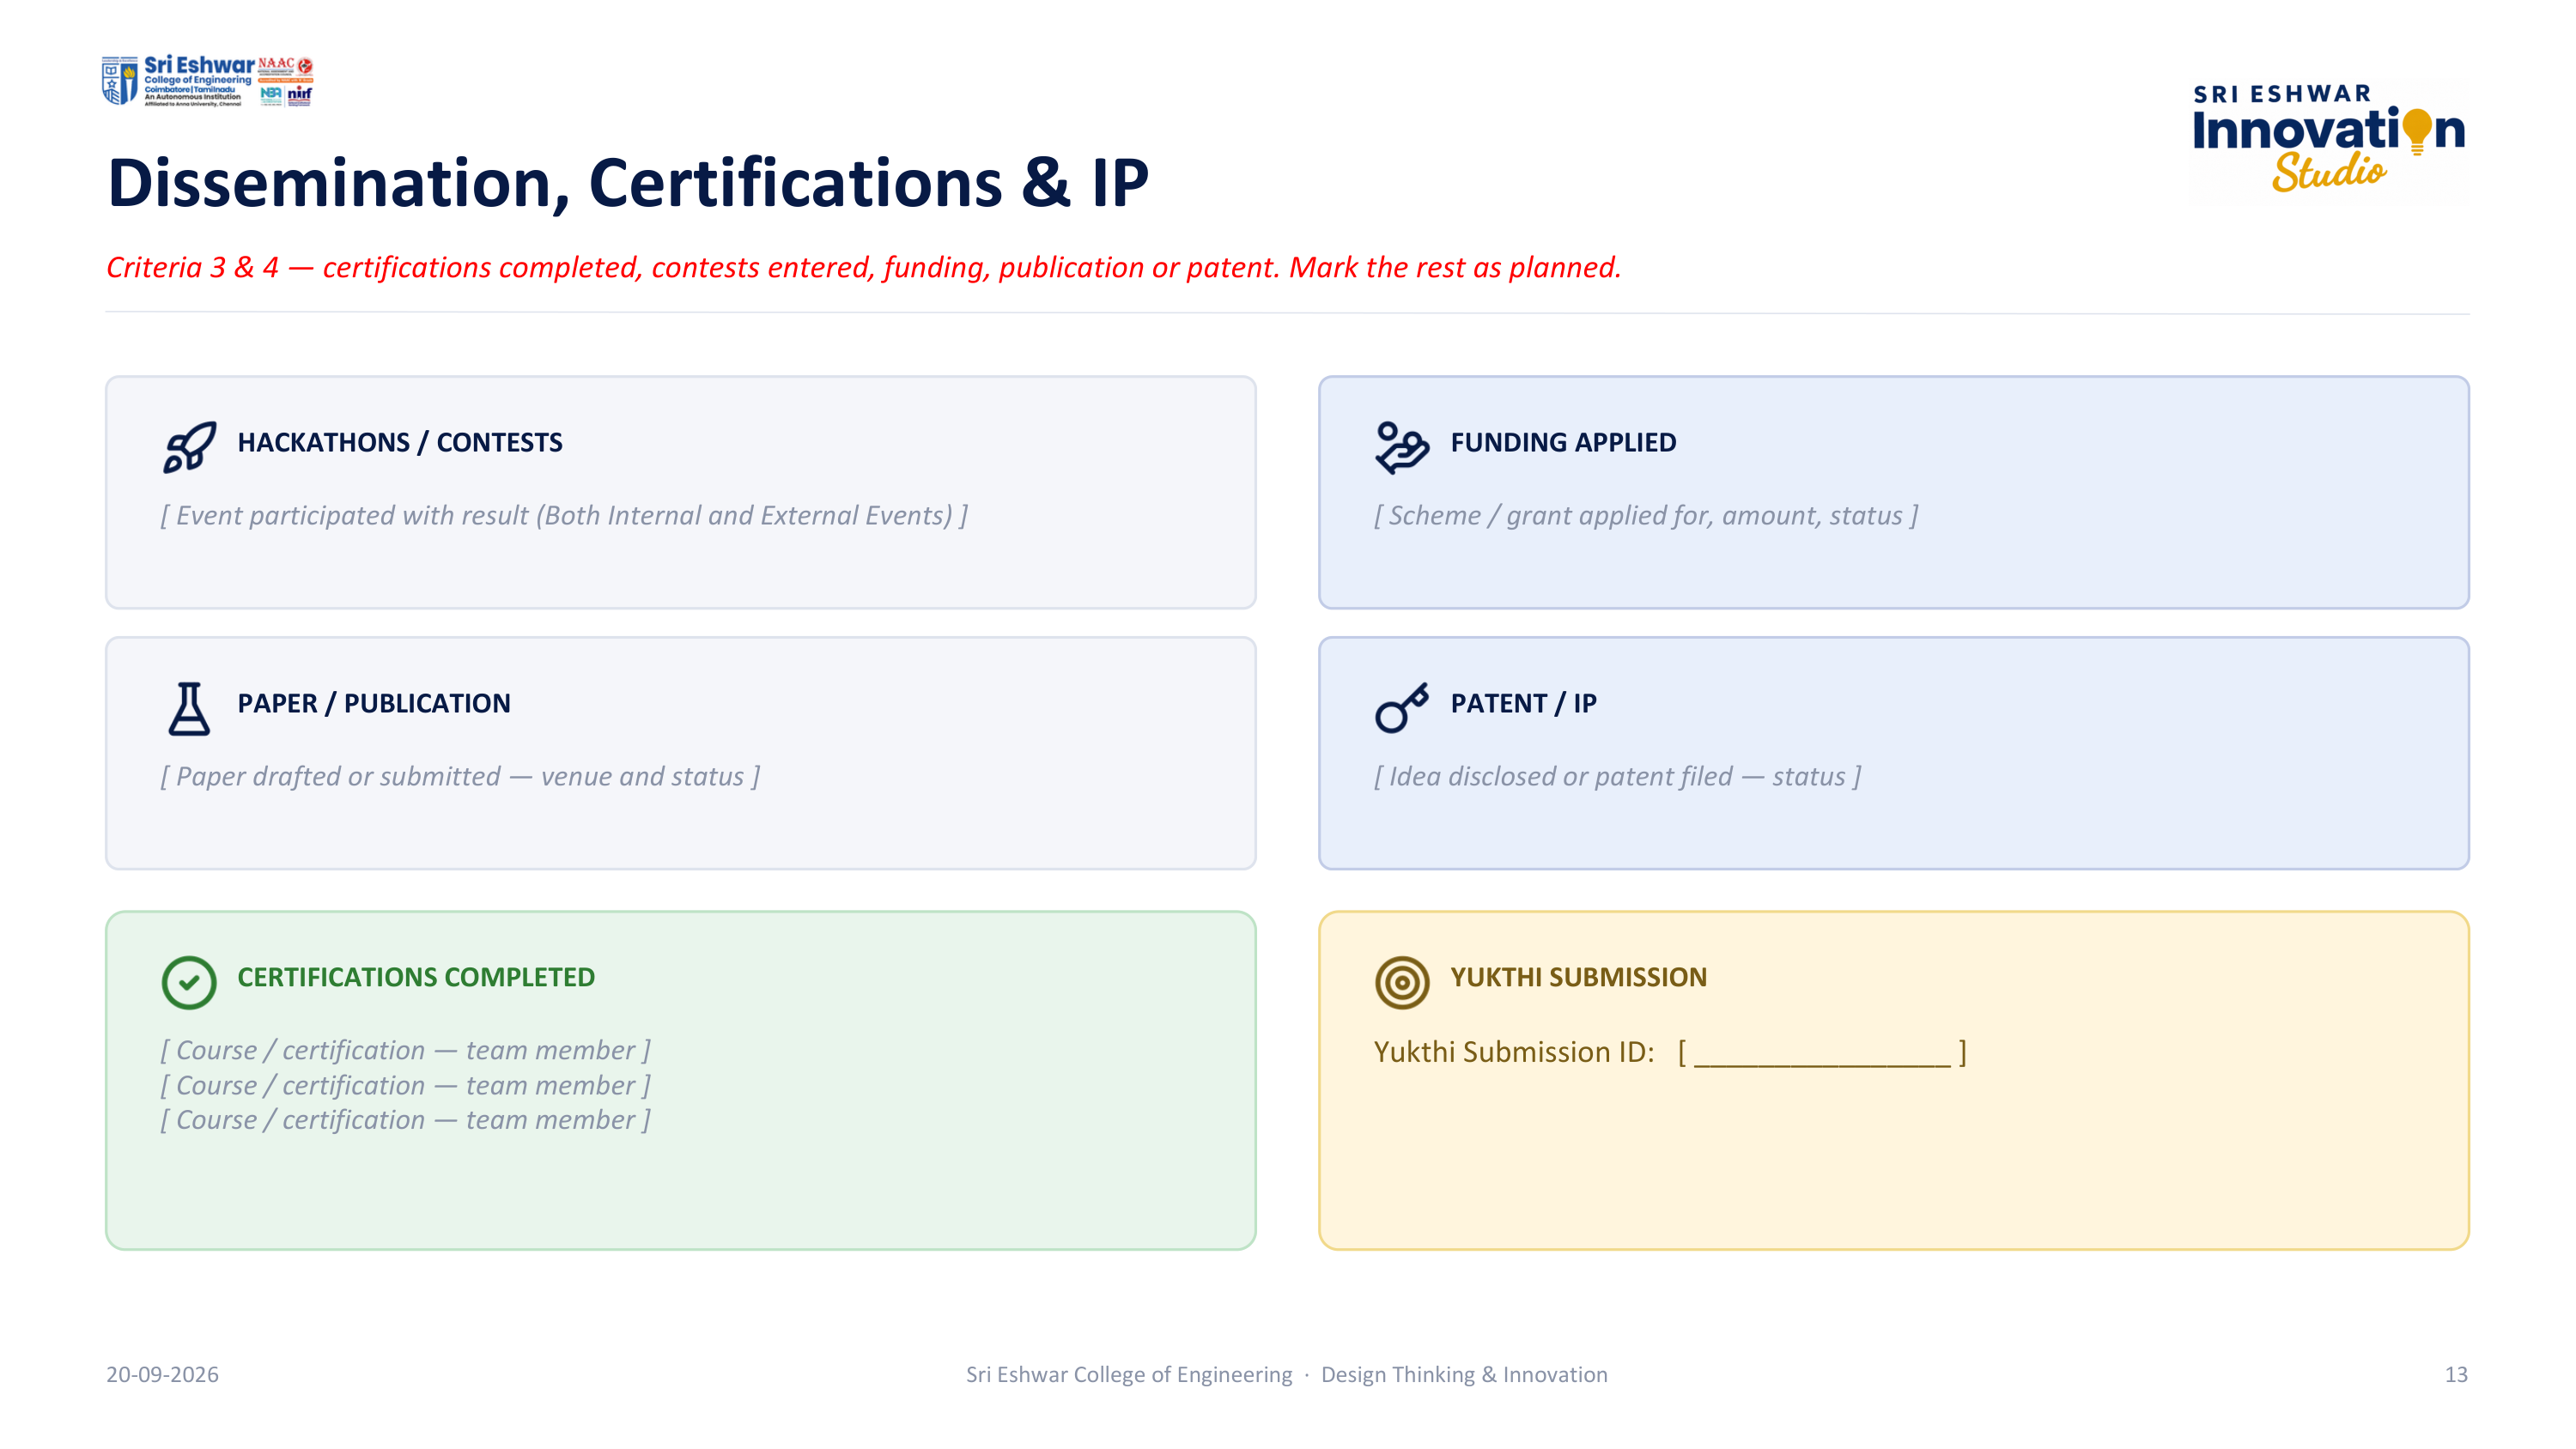 Sri Eshwar
College of Engineering
Coimbatore | Tamilnadu
An Autonomous Institution
Affiliated to Anna University, Chennai
NAAC
NBA
nirf
SRI ESHWAR
Innovation
Studio
Dissemination, Certifications & IP
Criteria 3 & 4 — certifications completed, contests entered, funding, publication or patent. Mark the rest as planned.
HACKATHONS / CONTESTS
[ Event participated with result (Both Internal and External Events) ]
FUNDING APPLIED
[ Scheme / grant applied for, amount, status ]
PAPER / PUBLICATION
[ Paper drafted or submitted — venue and status ]
PATENT / IP
[ Idea disclosed or patent filed — status ]
CERTIFICATIONS COMPLETED
[ Course / certification — team member ]
[ Course / certification — team member ]
[ Course / certification — team member ]
YUKTHI SUBMISSION
Yukthi Submission ID: [ ________________ ]
20-09-2026
Sri Eshwar College of Engineering · Design Thinking & Innovation
13